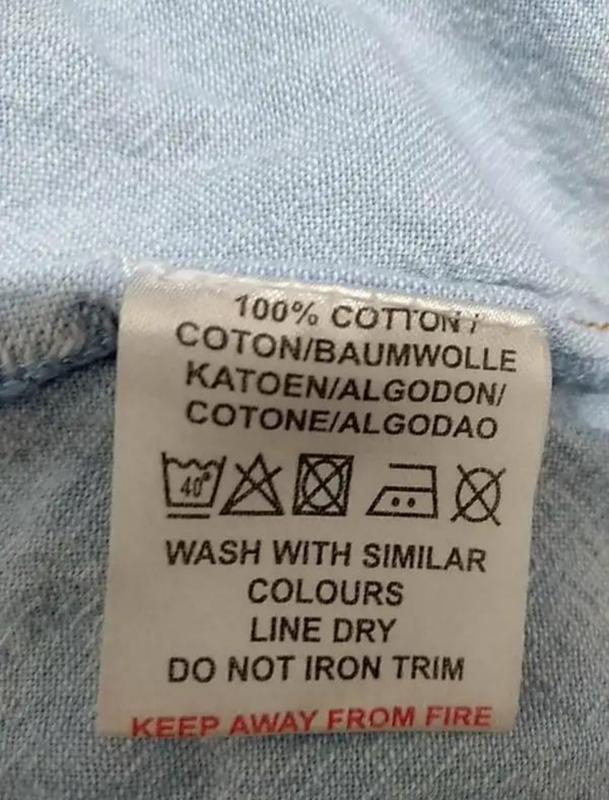 100% COTTON /
COTON/BAUMWOLLE
KATOEN/ALGODON/
COTONE/ALGODAO
40°
WASH WITH SIMILAR
COLOURS
LINE DRY
DO NOT IRON TRIM
KEEP AWAY FROM FIRE